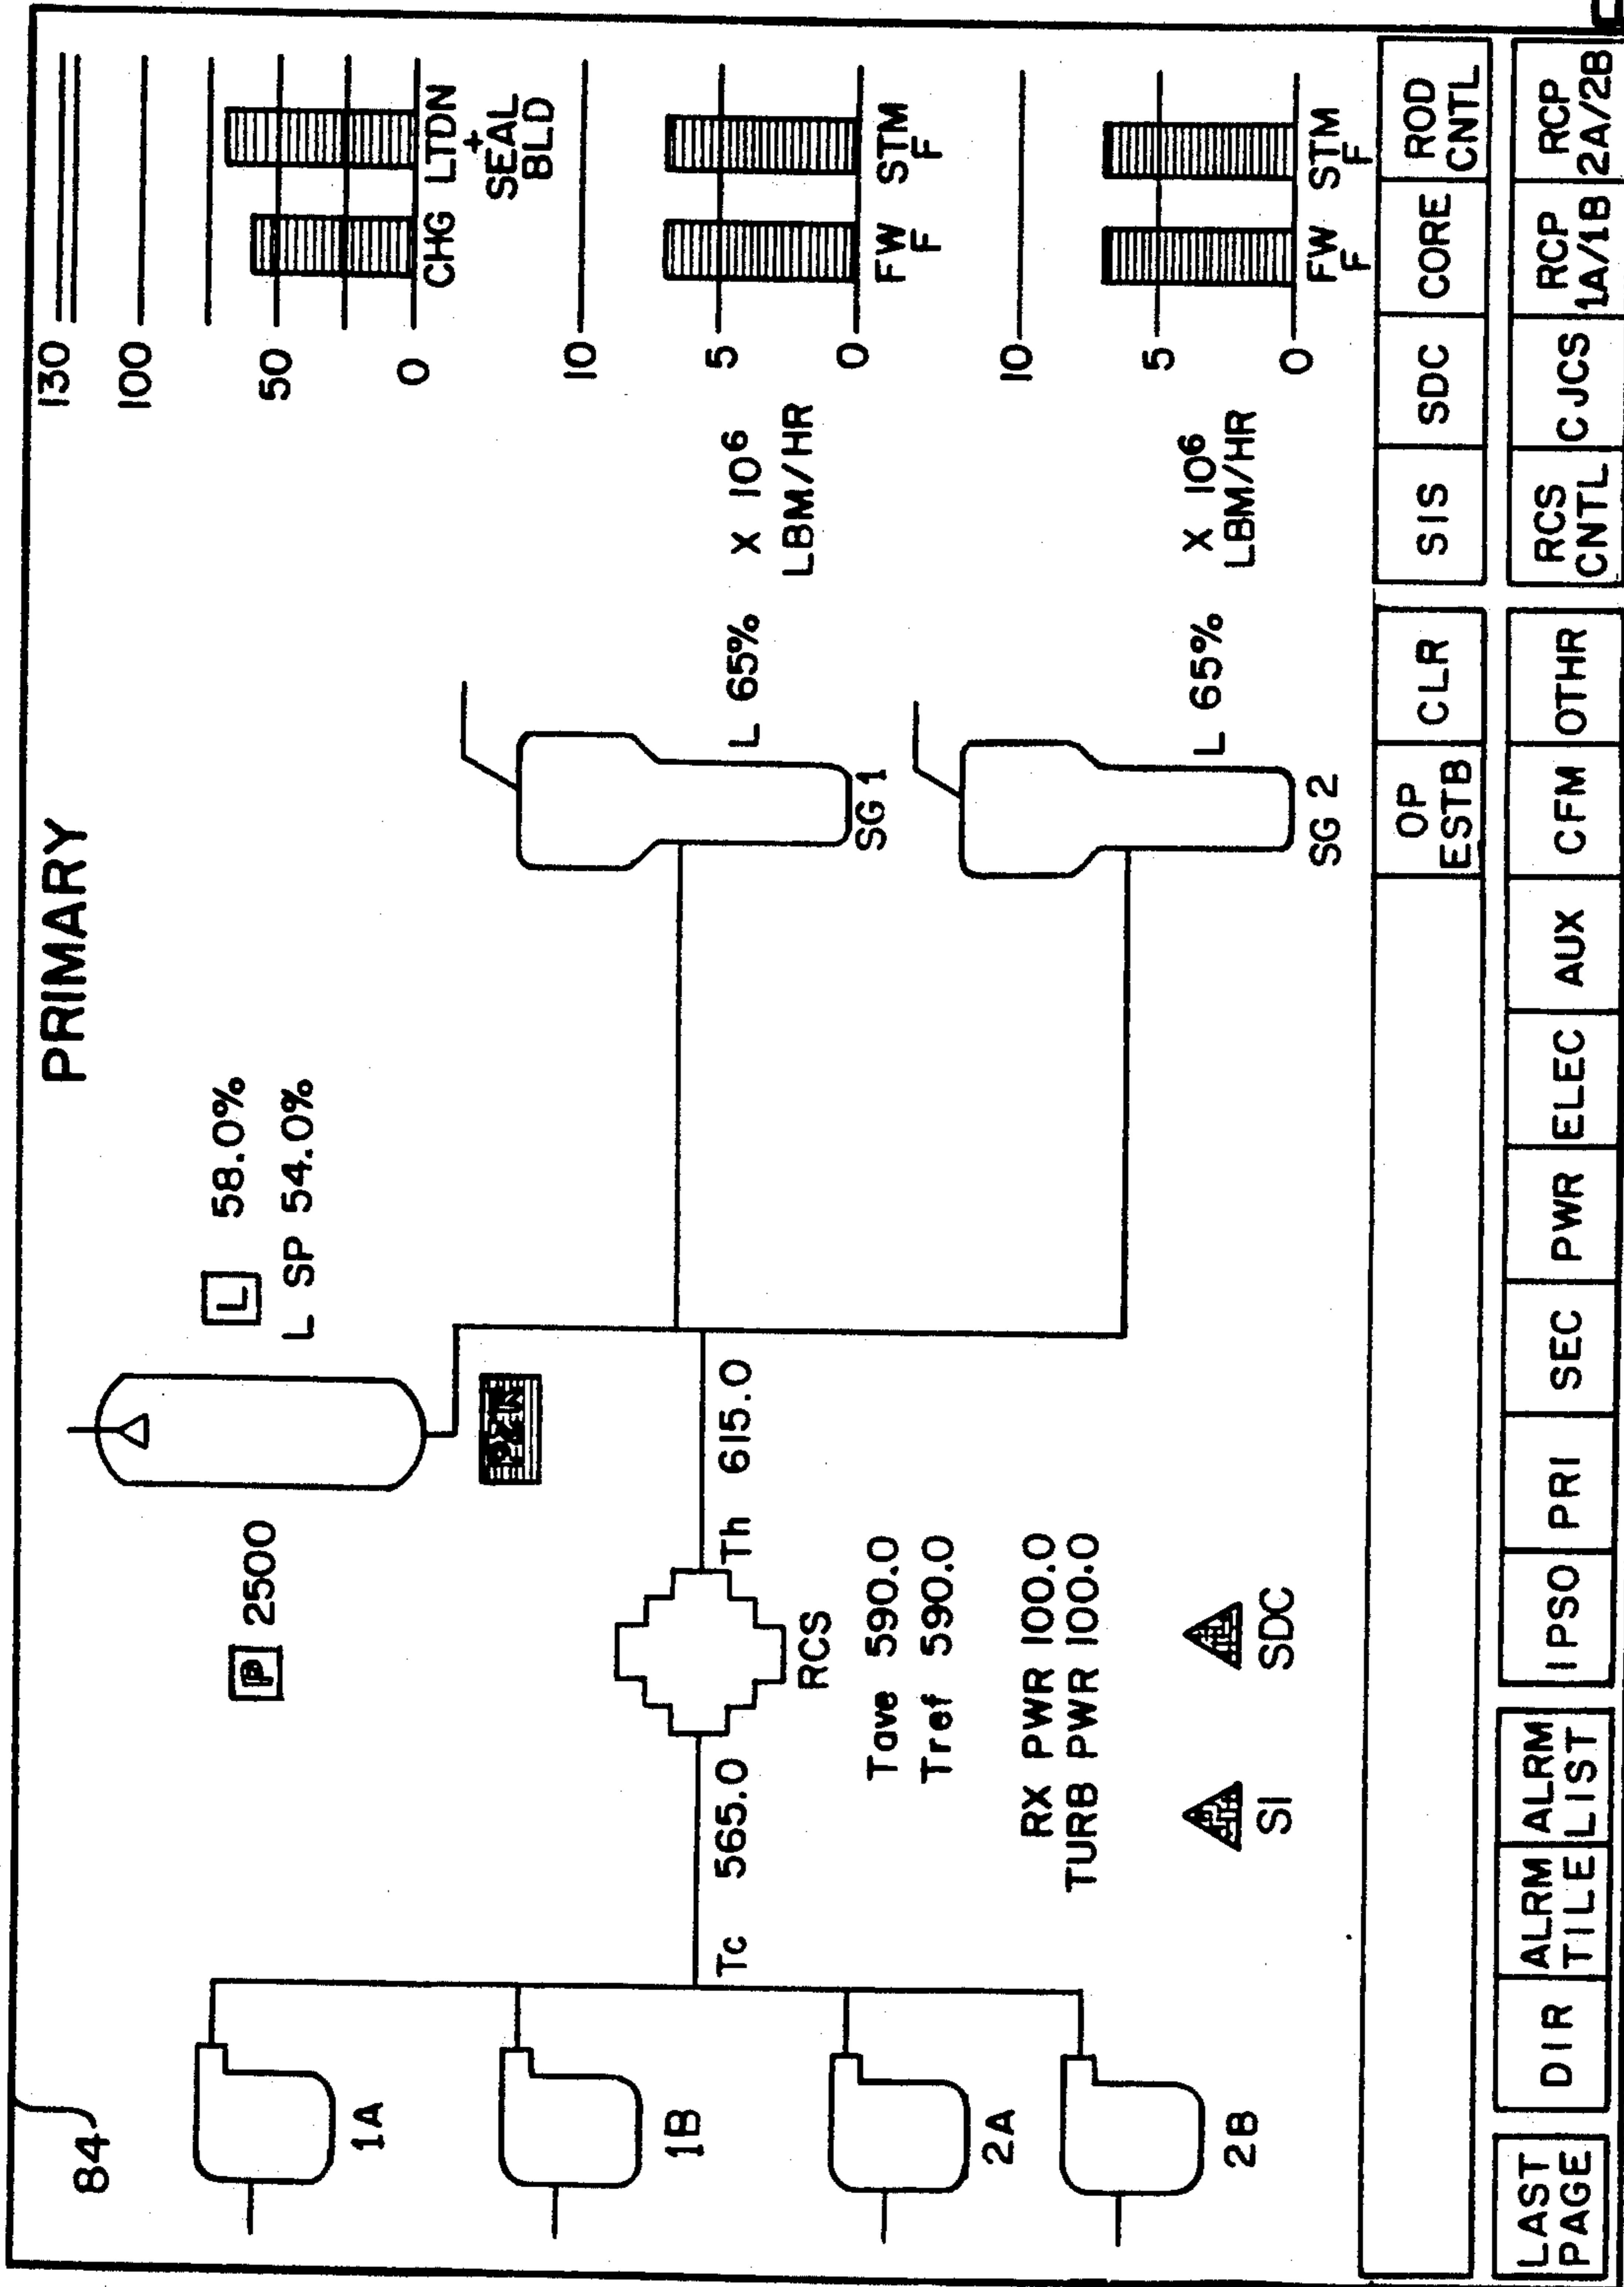 84
PRIMARY
P 2500
L 58.0%
L SP 54.0%
130
100
50
0
CHG LTDN
+
SEAL
BLD
1A
1B
2A
2B
Tc 565.0
RCS
Th 615.0
Tave 590.0
Tref 590.0
RX PWR 100.0
TURB PWR 100.0
SI
SDC
SG 1
L 65%
X 10⁶
LBM/HR
10
5
0
FW STM
F F
SG 2
L 65%
X 10⁶
LBM/HR
10
5
0
FW STM
F F
OP
ESTB
CLR
SIS
SDC
CORE
ROD
CNTL
LAST
PAGE
DIR
ALRM
TILE
ALRM
LIST
IPSO
PRI
SEC
PWR
ELEC
AUX
CFM
OTHR
RCS
CNTL
CJCS
RCP
1A/1B
RCP
2A/2B